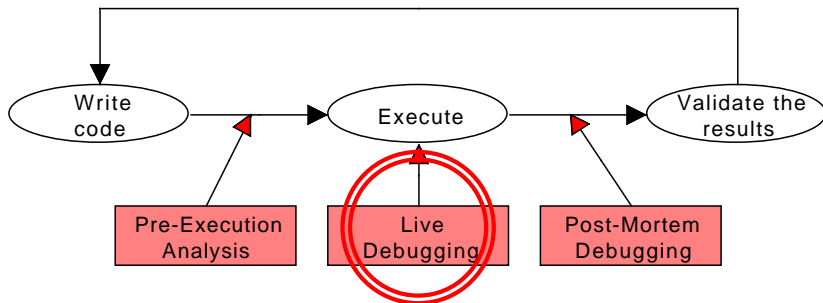 Write
code
Execute
Validate the
results
Pre-Execution
Analysis
Live
Debugging
Post-Mortem
Debugging